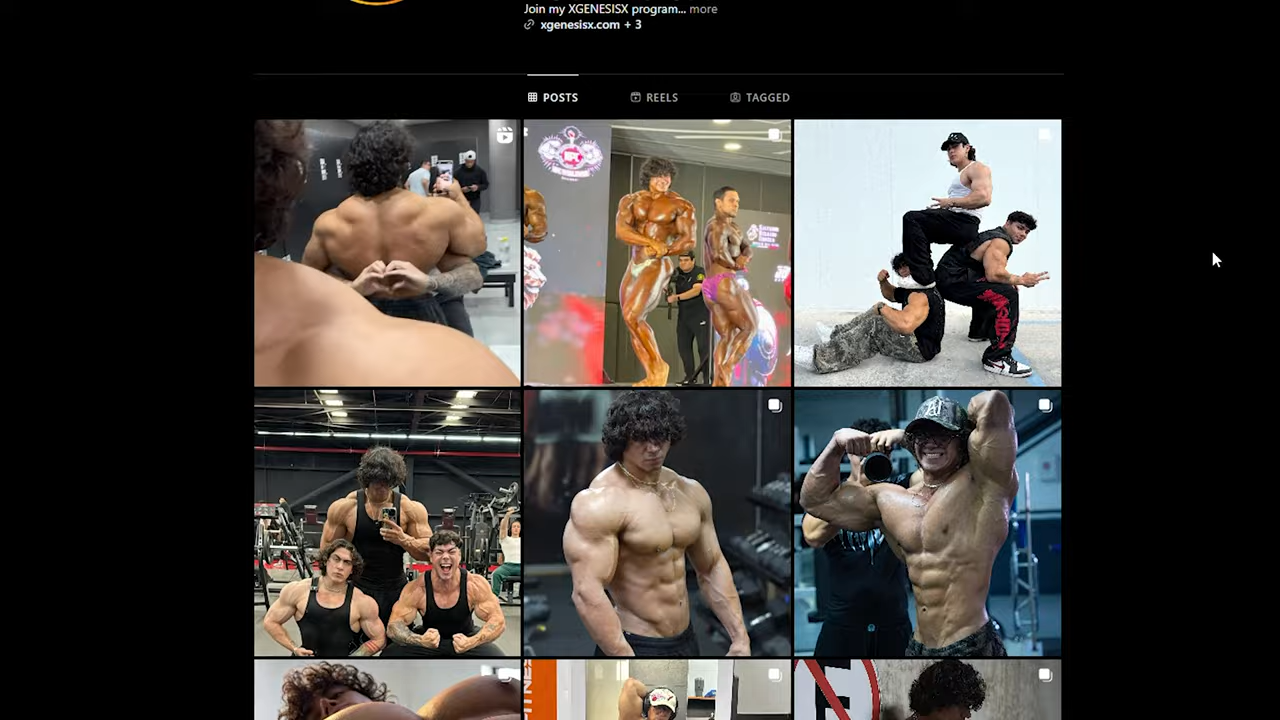 Join my XGENESISX program... more
xgenesisx.com + 3
POSTS
REELS
TAGGED